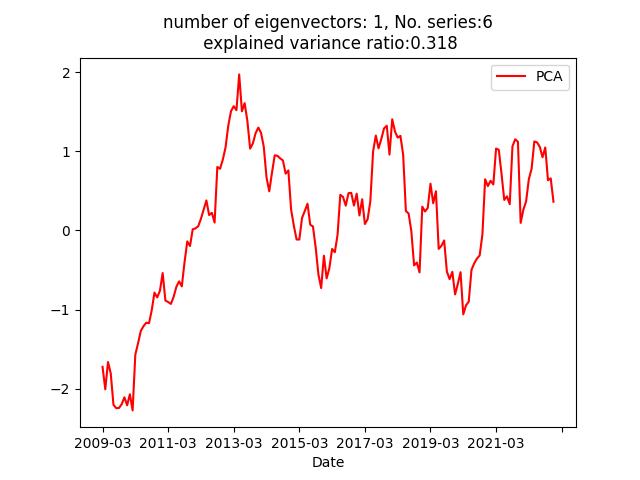 number of eigenvectors: 1, No. series:6
explained variance ratio:0.318
PCA
2
1
0
−1
−2
2009-03 2011-03 2013-03 2015-03 2017-03 2019-03 2021-03
Date